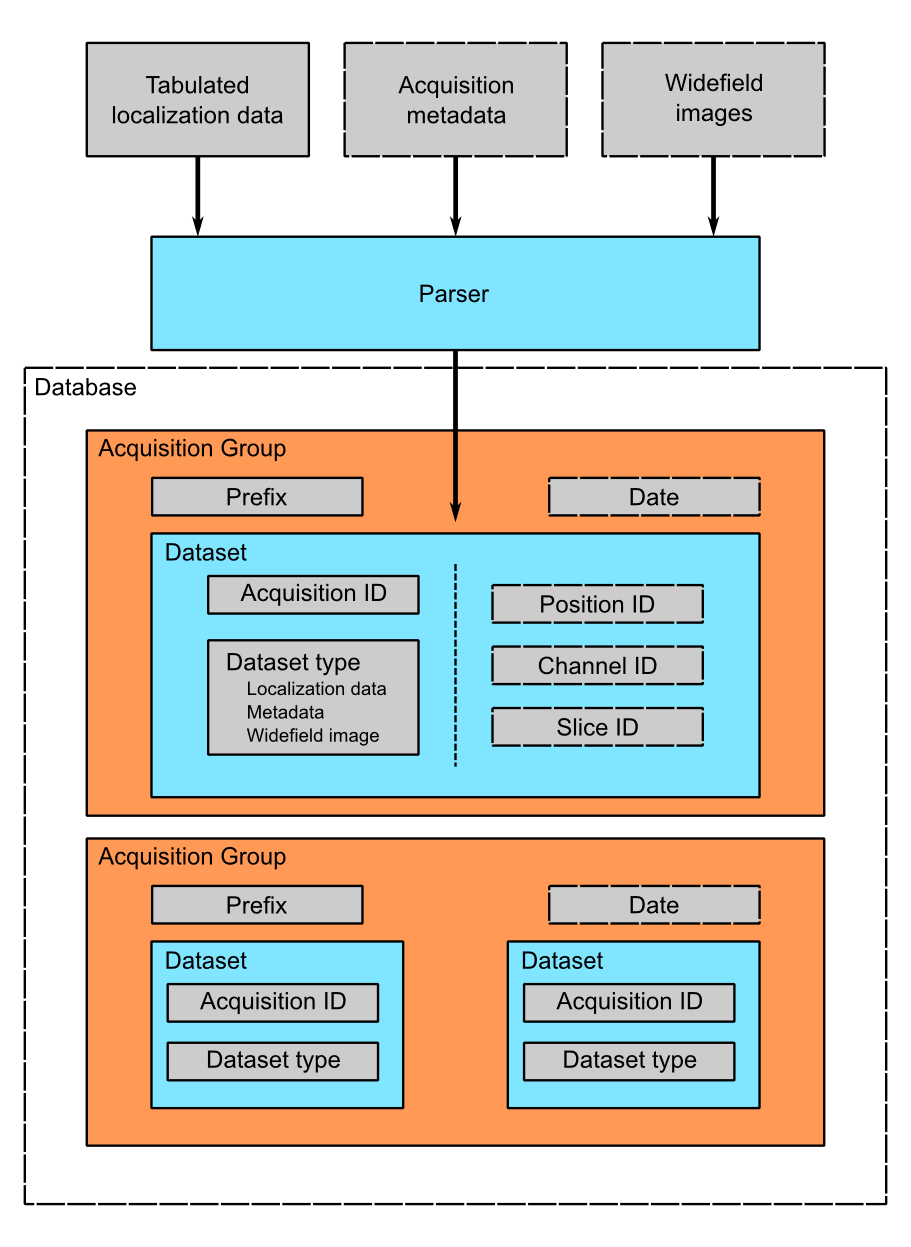 Tabulated
localization data
Acquisition
metadata
Widefield
images
Parser
Database
Acquisition Group
Prefix
Date
Dataset
Acquisition ID
Dataset type
Localization data
Metadata
Widefield image
Position ID
Channel ID
Slice ID
Acquisition Group
Prefix
Date
Dataset
Acquisition ID
Dataset type
Dataset
Acquisition ID
Dataset type